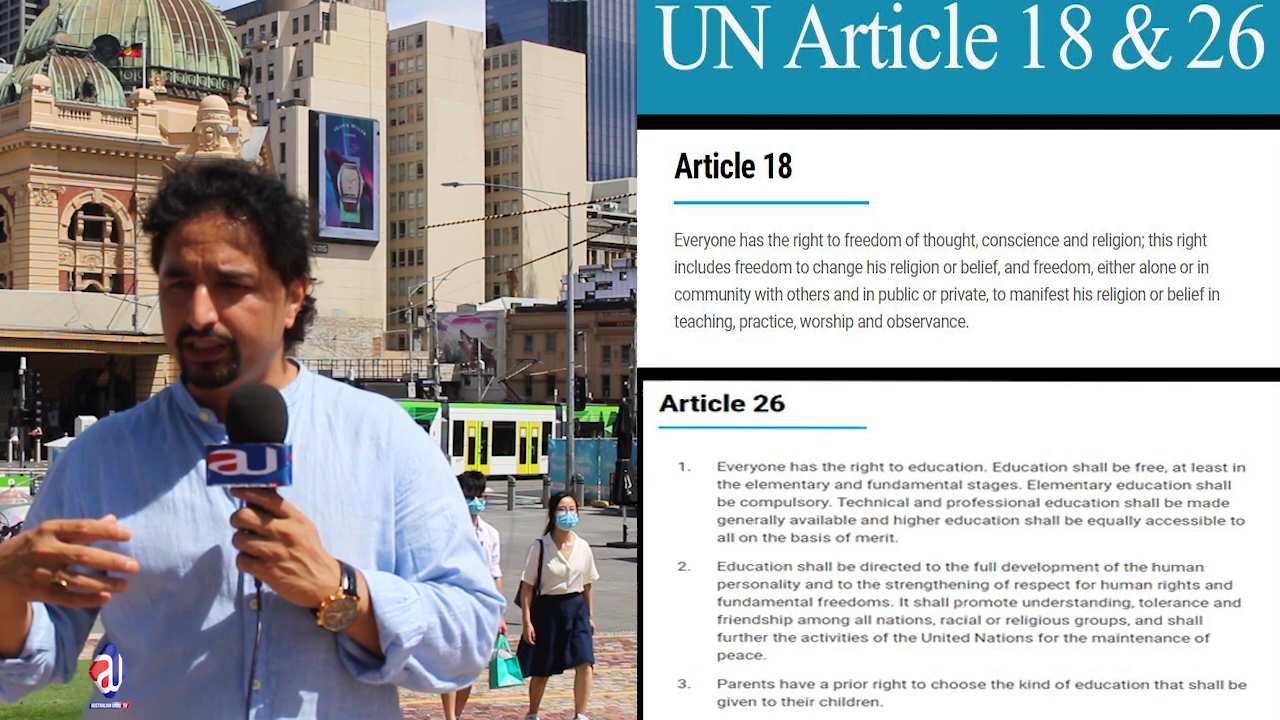 UN Article 18 & 26
Article 18
Everyone has the right to freedom of thought, conscience and religion; this right
includes freedom to change his religion or belief, and freedom, either alone or in
community with others and in public or private, to manifest his religion or belief in
teaching, practice, worship and observance.
Article 26
1. Everyone has the right to education. Education shall be free, at least in
the elementary and fundamental stages. Elementary education shall
be compulsory. Technical and professional education shall be made
generally available and higher education shall be equally accessible to
all on the basis of merit.
2. Education shall be directed to the full development of the human
personality and to the strengthening of respect for human rights and
fundamental freedoms. It shall promote understanding, tolerance and
friendship among all nations, racial or religious groups, and shall
further the activities of the United Nations for the maintenance of
peace.
3. Parents have a prior right to choose the kind of education that shall be
given to their children.
au
au
AUSTRALIAN URDU TV